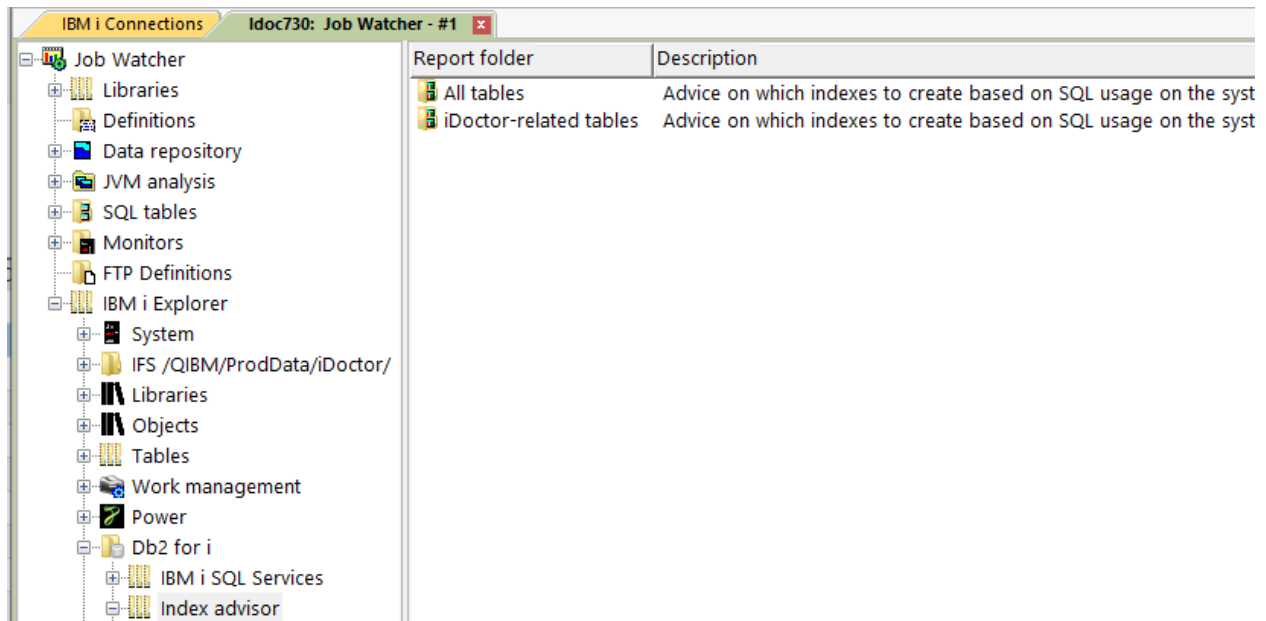 IBM i Connections
Idoc730: Job Watcher - #1
Job Watcher
Libraries
Definitions
Data repository
JVM analysis
SQL tables
Monitors
FTP Definitions
IBM i Explorer
System
IFS /QIBM/ProdData/iDoctor/
Libraries
Objects
Tables
Work management
Power
Db2 for i
IBM i SQL Services
Index advisor
Report folder Description
All tables Advice on which indexes to create based on SQL usage on the syst
iDoctor-related tables Advice on which indexes to create based on SQL usage on the syst